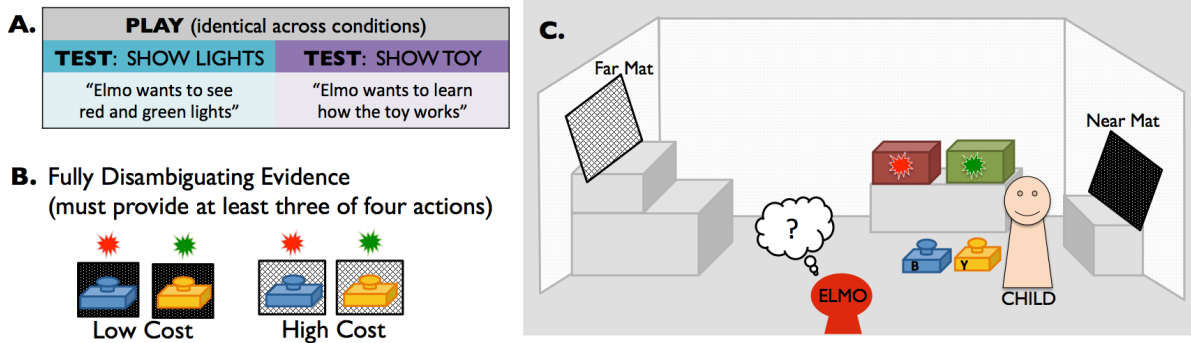 A.
PLAY (identical across conditions)
TEST: SHOW LIGHTS
TEST: SHOW TOY
“Elmo wants to see
red and green lights”
“Elmo wants to learn
how the toy works”
B. Fully Disambiguating Evidence
(must provide at least three of four actions)
Low Cost
High Cost
C.
Far Mat
Near Mat
?
B
Y
ELMO
CHILD